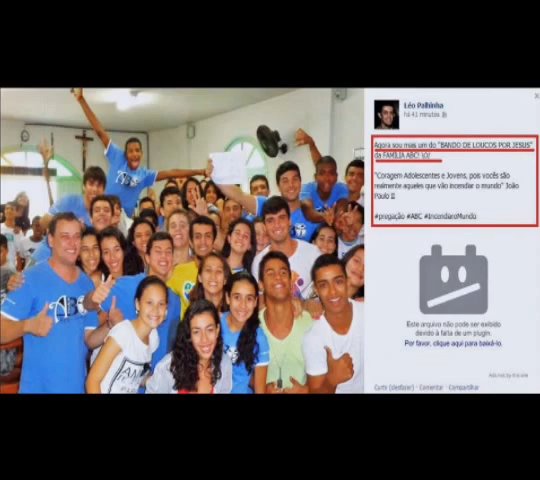 Léo Palhinha
há 41 minutos
Agora sou mais um do "BANDO DE LOUCOS POR JESUS"
da FAMÍLIA ABC! \O/
"Coragem Adolescentes e Jovens, pois vocês são
realmente aqueles que vão incendiar o mundo" João
Paulo II
#pregação #ABC #IncendiaroMundo
Este arquivo não pode ser exibido
devido à falta de um plugin.
Por favor, clique aqui para baixá-lo.
Curtir (desfazer) · Comentar · Compartilhar